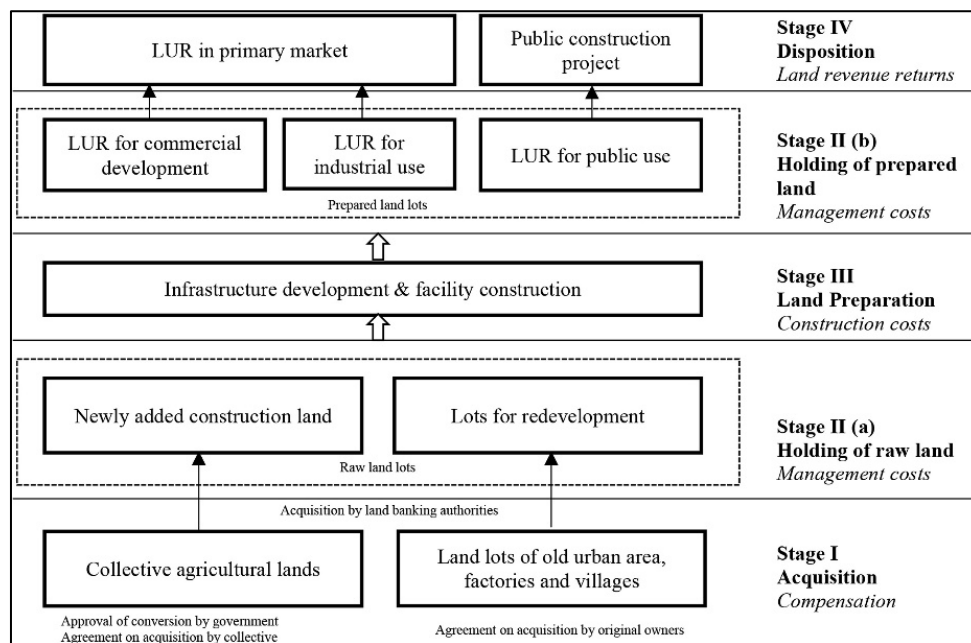 LUR in primary market
Public construction
project
Stage IV
Disposition
Land revenue returns
LUR for commercial
development
LUR for
industrial use
LUR for public use
Prepared land lots
Stage II (b)
Holding of prepared
land
Management costs
Infrastructure development & facility construction
Stage III
Land Preparation
Construction costs
Newly added construction land
Lots for redevelopment
Raw land lots
Stage II (a)
Holding of raw land
Management costs
Acquisition by land banking authorities
Collective agricultural lands
Land lots of old urban area,
factories and villages
Stage I
Acquisition
Compensation
Approval of conversion by government
Agreement on acquisition by collective
Agreement on acquisition by original owners